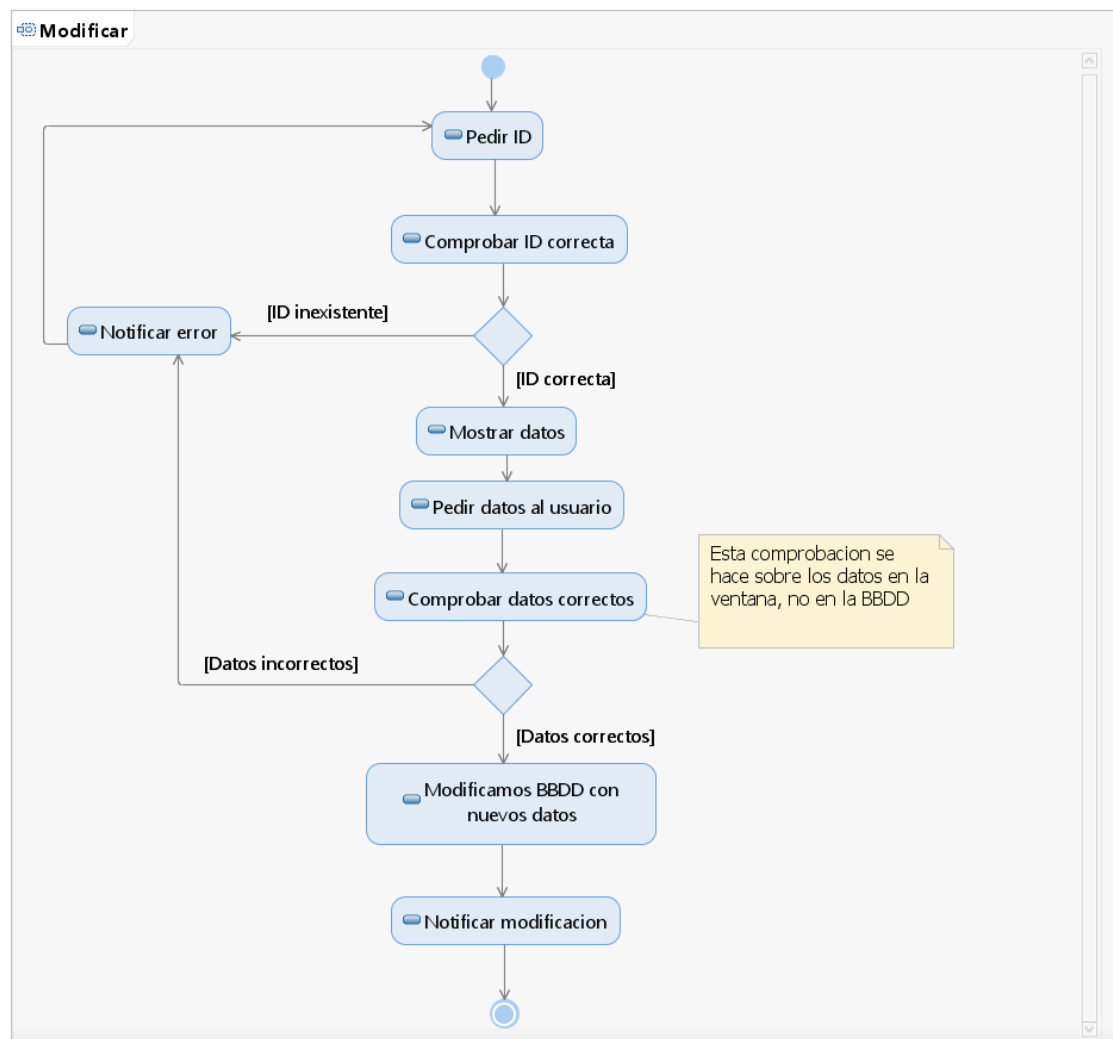 Modificar
Pedir ID
Comprobar ID correcta
[ID inexistente]
Notificar error
[ID correcta]
Mostrar datos
Pedir datos al usuario
Esta comprobacion se
hace sobre los datos en la
ventana, no en la BBDD
Comprobar datos correctos
[Datos incorrectos]
[Datos correctos]
Modificamos BBDD con
nuevos datos
Notificar modificacion